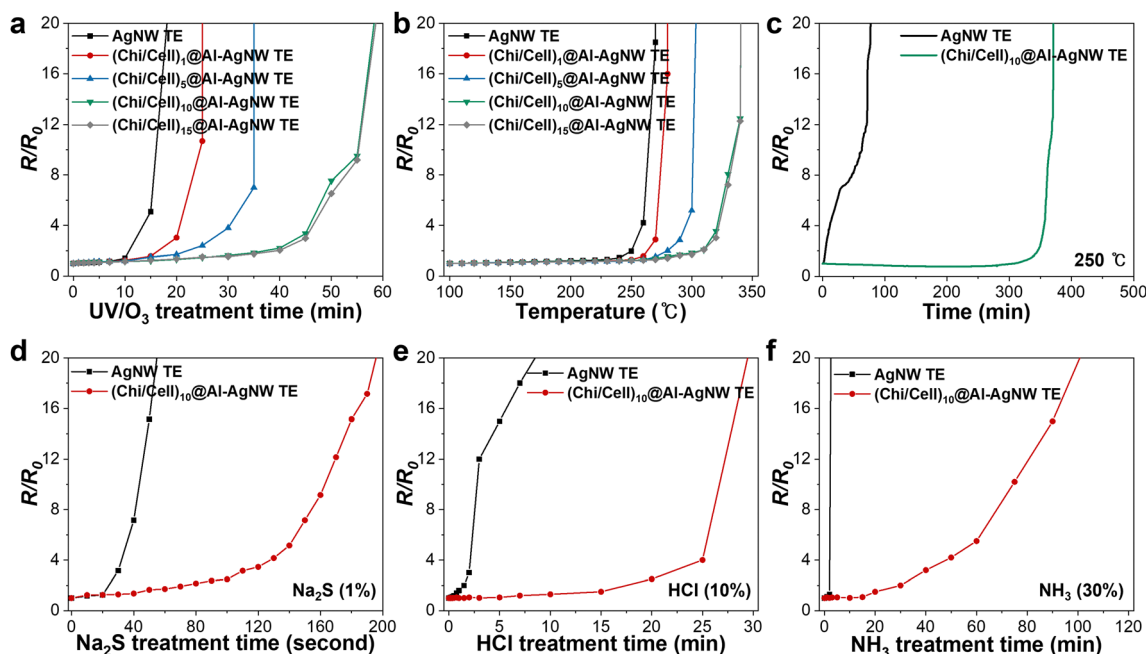 a
20
16
12
8
4
0
R/R₀
AgNW TE
(Chi/Cell)₁@Al-AgNW TE
(Chi/Cell)₅@Al-AgNW TE
(Chi/Cell)₁₀@Al-AgNW TE
(Chi/Cell)₁₅@Al-AgNW TE
0 10 20 30 40 50 60
UV/O₃ treatment time (min)
b
20
16
12
8
4
0
R/R₀
AgNW TE
(Chi/Cell)₁@Al-AgNW TE
(Chi/Cell)₅@Al-AgNW TE
(Chi/Cell)₁₀@Al-AgNW TE
(Chi/Cell)₁₅@Al-AgNW TE
100 150 200 250 300 350
Temperature (℃)
c
20
16
12
8
4
0
R/R₀
AgNW TE
(Chi/Cell)₁₀@Al-AgNW TE
250 ℃
0 100 200 300 400 500
Time (min)
d
20
16
12
8
4
0
R/R₀
AgNW TE
(Chi/Cell)₁₀@Al-AgNW TE
Na₂S (1%)
0 40 80 120 160 200
Na₂S treatment time (second)
e
20
16
12
8
4
0
R/R₀
AgNW TE
(Chi/Cell)₁₀@Al-AgNW TE
HCl (10%)
0 5 10 15 20 25 30
HCl treatment time (min)
f
20
16
12
8
4
0
R/R₀
AgNW TE
(Chi/Cell)₁₀@Al-AgNW TE
NH₃ (30%)
0 20 40 60 80 100 120
NH₃ treatment time (min)